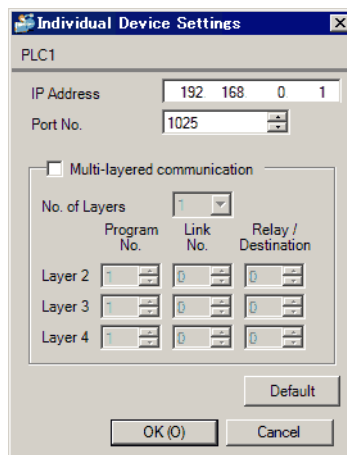 Individual Device Settings
PLC1
IP Address 192 168 0 1
Port No. 1025
Multi-layered communication
No. of Layers 1
Program No. Link No. Relay / Destination
Layer 2 1 0 0
Layer 3 1 0 0
Layer 4 1 0 0
Default
OK (O) Cancel